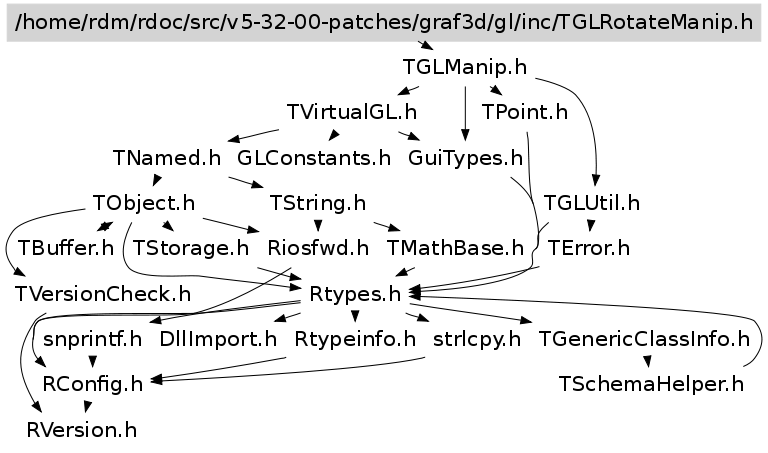 /home/rdm/rdoc/src/v5-32-00-patches/graf3d/gl/inc/TGLRotateManip.h
TGLManip.h
TVirtualGL.h TPoint.h
TNamed.h GLConstants.h GuiTypes.h
TObject.h TString.h TGLUtil.h
TBuffer.h TStorage.h Riosfwd.h TMathBase.h TError.h
TVersionCheck.h Rtypes.h
snprintf.h DllImport.h Rtypeinfo.h strlcpy.h TGenericClassInfo.h
RConfig.h TSchemaHelper.h
RVersion.h